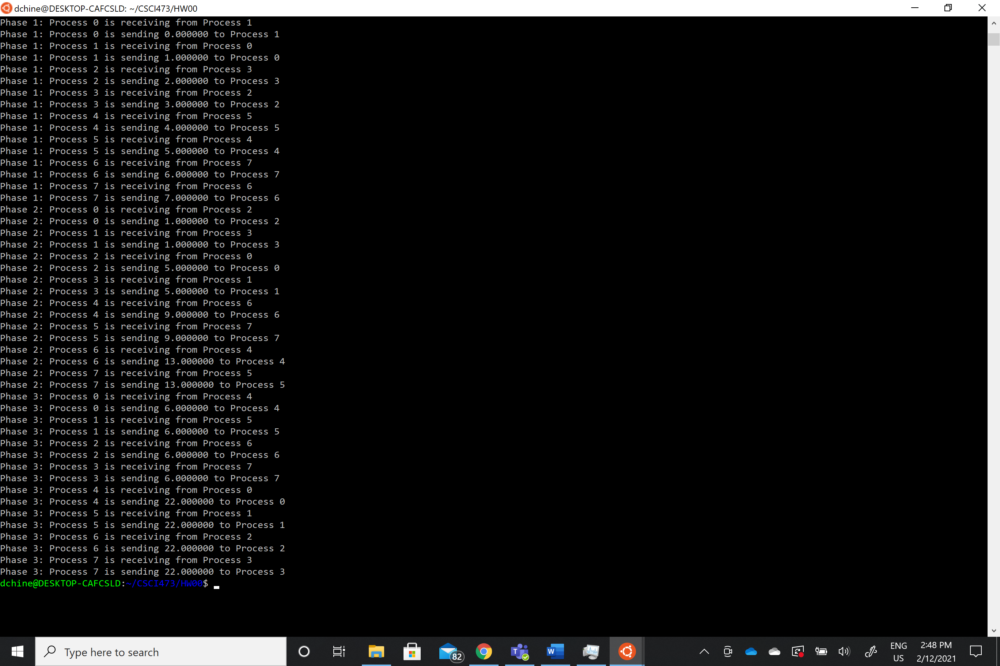 dchine@DESKTOP-CAFCSLD: ~/CSCI473/HW00
Phase 1: Process 0 is receiving from Process 1
Phase 1: Process 0 is sending 0.000000 to Process 1
Phase 1: Process 1 is receiving from Process 0
Phase 1: Process 1 is sending 1.000000 to Process 0
Phase 1: Process 2 is receiving from Process 3
Phase 1: Process 2 is sending 2.000000 to Process 3
Phase 1: Process 3 is receiving from Process 2
Phase 1: Process 3 is sending 3.000000 to Process 2
Phase 1: Process 4 is receiving from Process 5
Phase 1: Process 4 is sending 4.000000 to Process 5
Phase 1: Process 5 is receiving from Process 4
Phase 1: Process 5 is sending 5.000000 to Process 4
Phase 1: Process 6 is receiving from Process 7
Phase 1: Process 6 is sending 6.000000 to Process 7
Phase 1: Process 7 is receiving from Process 6
Phase 1: Process 7 is sending 7.000000 to Process 6
Phase 2: Process 0 is receiving from Process 2
Phase 2: Process 0 is sending 1.000000 to Process 2
Phase 2: Process 1 is receiving from Process 3
Phase 2: Process 1 is sending 1.000000 to Process 3
Phase 2: Process 2 is receiving from Process 0
Phase 2: Process 2 is sending 5.000000 to Process 0
Phase 2: Process 3 is receiving from Process 1
Phase 2: Process 3 is sending 5.000000 to Process 1
Phase 2: Process 4 is receiving from Process 6
Phase 2: Process 4 is sending 9.000000 to Process 6
Phase 2: Process 5 is receiving from Process 7
Phase 2: Process 5 is sending 9.000000 to Process 7
Phase 2: Process 6 is receiving from Process 4
Phase 2: Process 6 is sending 13.000000 to Process 4
Phase 2: Process 7 is receiving from Process 5
Phase 2: Process 7 is sending 13.000000 to Process 5
Phase 3: Process 0 is receiving from Process 4
Phase 3: Process 0 is sending 6.000000 to Process 4
Phase 3: Process 1 is receiving from Process 5
Phase 3: Process 1 is sending 6.000000 to Process 5
Phase 3: Process 2 is receiving from Process 6
Phase 3: Process 2 is sending 6.000000 to Process 6
Phase 3: Process 3 is receiving from Process 7
Phase 3: Process 3 is sending 6.000000 to Process 7
Phase 3: Process 4 is receiving from Process 0
Phase 3: Process 4 is sending 22.000000 to Process 0
Phase 3: Process 5 is receiving from Process 1
Phase 3: Process 5 is sending 22.000000 to Process 1
Phase 3: Process 6 is receiving from Process 2
Phase 3: Process 6 is sending 22.000000 to Process 2
Phase 3: Process 7 is receiving from Process 3
Phase 3: Process 7 is sending 22.000000 to Process 3
dchine@DESKTOP-CAFCSLD:~/CSCI473/HW00$
Type here to search
82
T
W
ENG
US
2:48 PM
2/12/2021